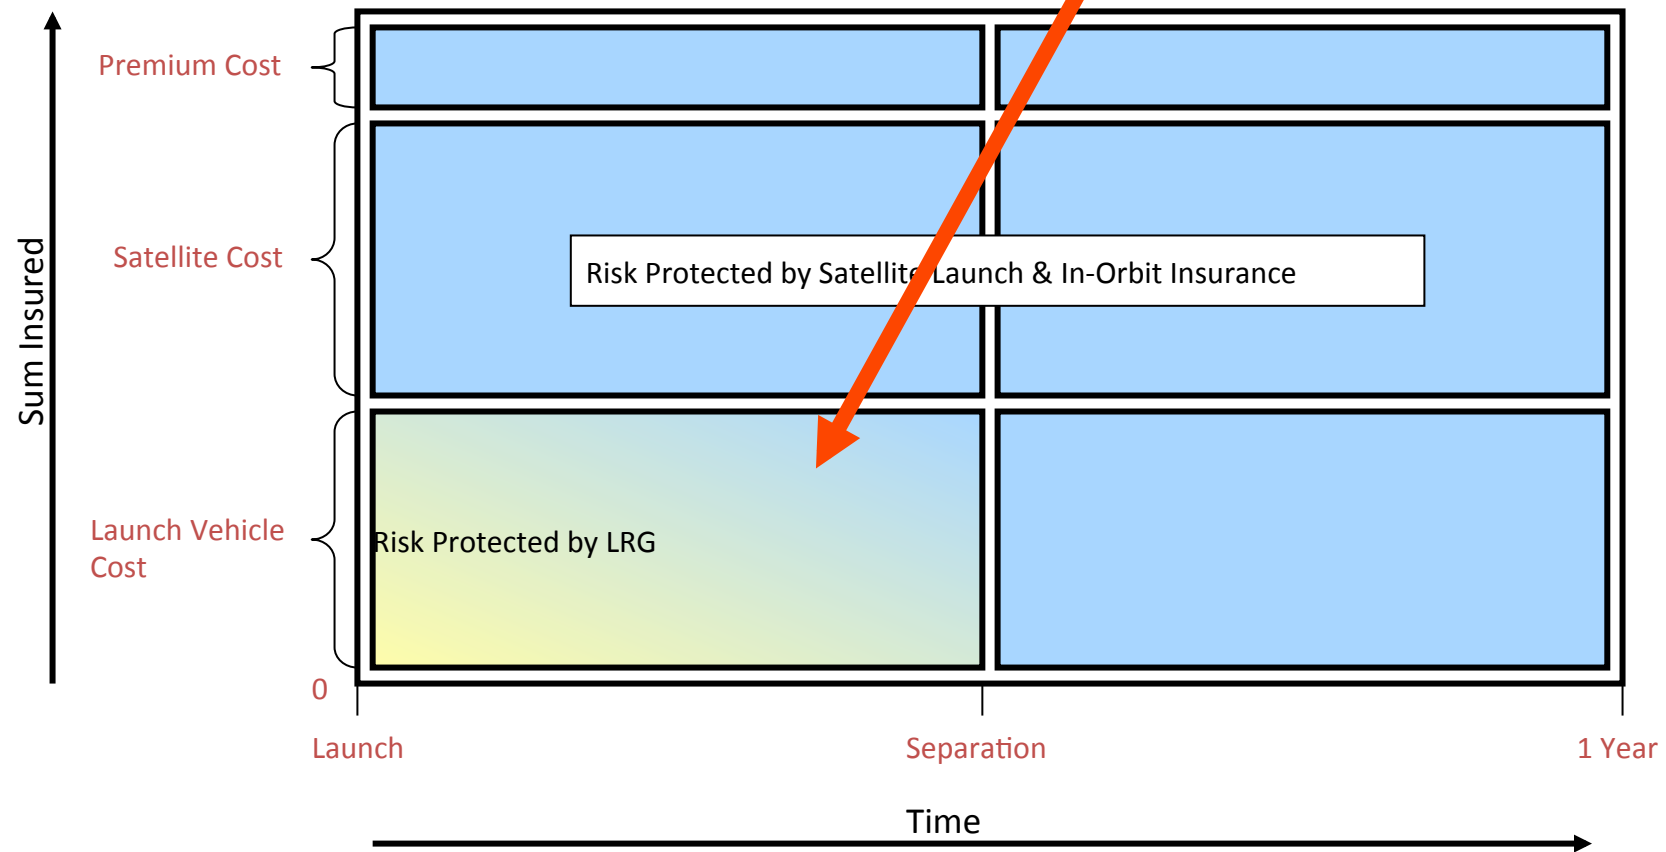 Premium Cost
Satellite Cost
Risk Protected by Satellite Launch & In-Orbit Insurance
Sum Insured
Launch Vehicle
Cost
Risk Protected by LRG
0
Launch
Separation
1 Year
Time